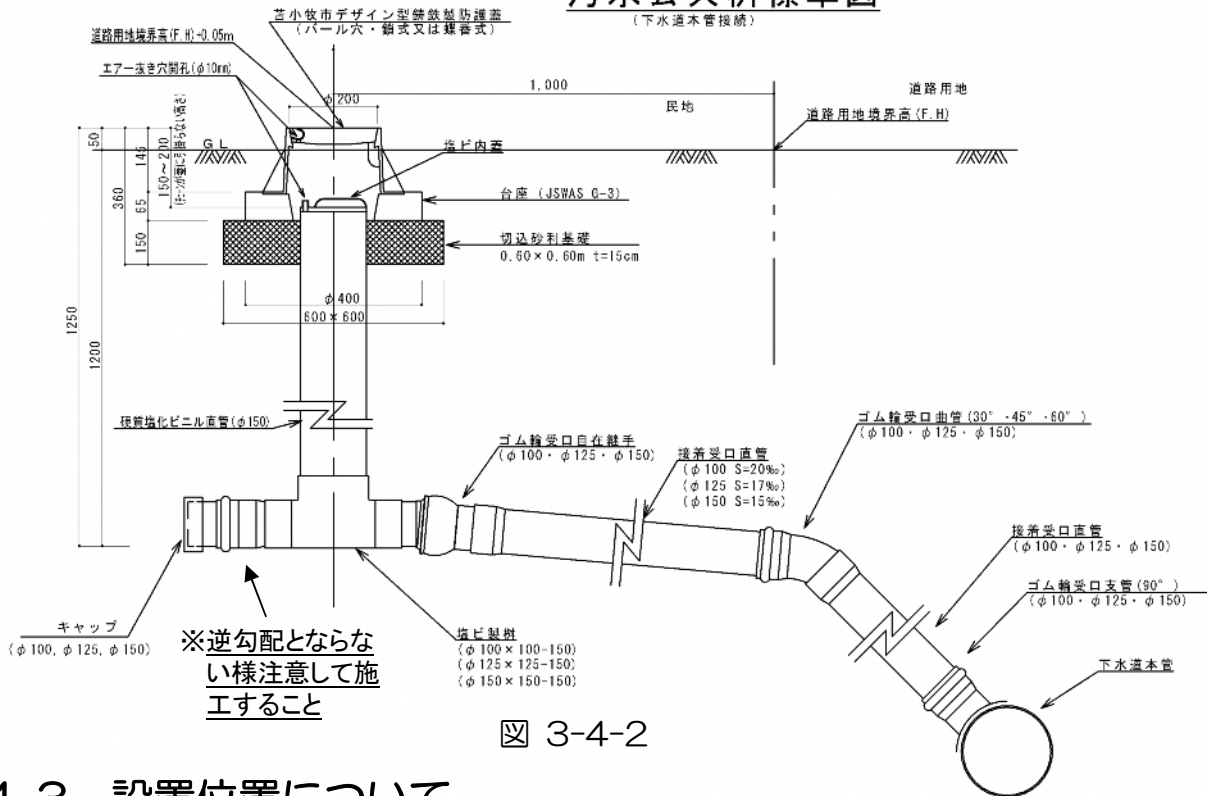 汚水公共桝標準図
(下水道本管接続)
苫小牧市デザイン型鋳鉄製防護蓋
(バール穴・鎖式又は蝶番式)
道路用地境界高(F.H)+0.05m
エアー抜き穴開孔(φ10mm)
φ200
1,000
民地
道路用地
道路用地境界高(F.H)
GL
塩ビ内蓋
台座 (JSWAS G-3)
切込砂利基礎
0.60×0.60m t=15cm
50
145
150～200
360
65
150
φ400
600×600
1250
1200
硬質塩化ビニル直管(φ150)
ゴム輪受口自在継手
(φ100・φ125・φ150)
接着受口直管
(φ100 S=20‰)
(φ125 S=17‰)
(φ150 S=15‰)
ゴム輪受口曲管(30°・45°・60°)
(φ100・φ125・φ150)
接着受口直管
(φ100・φ125・φ150)
ゴム輪受口支管(90°)
(φ100・φ125・φ150)
下水道本管
キャップ
(φ100,φ125,φ150)
※逆勾配とならな
い様注意して施
工すること
塩ビ製桝
(φ100×100-150)
(φ125×125-150)
(φ150×150-150)
図 3-4-2
設置位置について